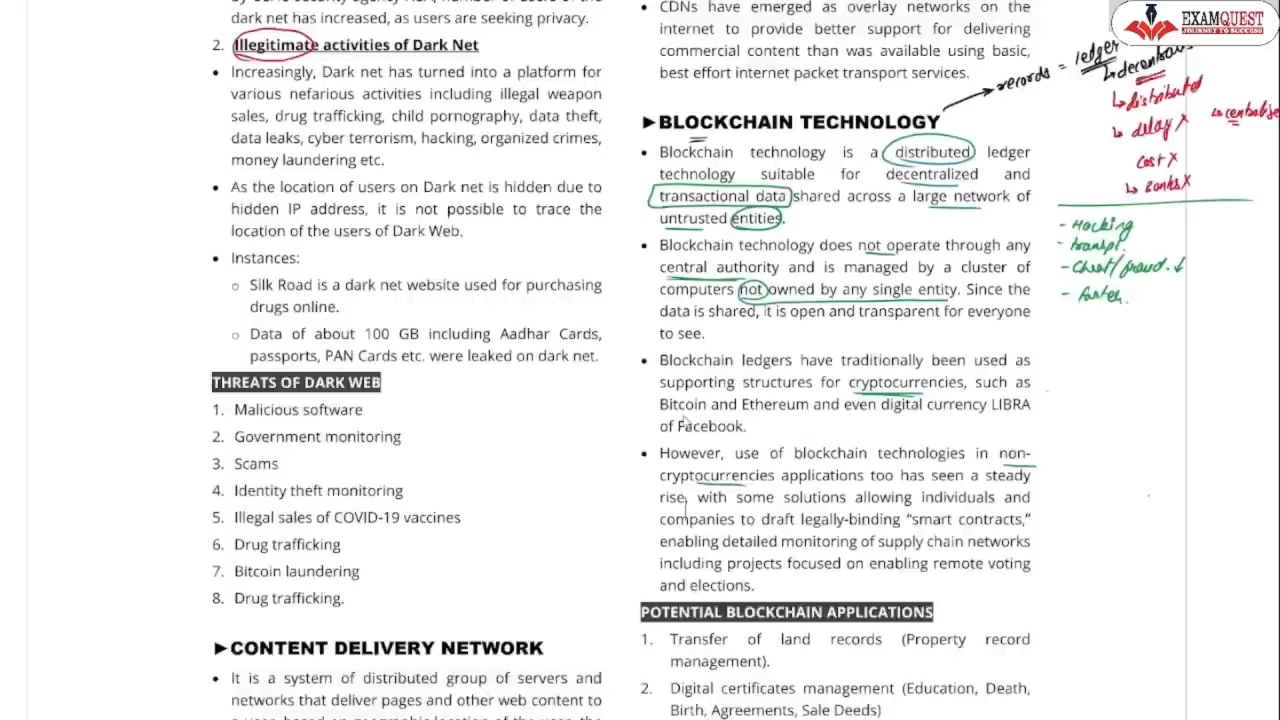 dark net has increased, as users are seeking privacy.
2. Illegitimate activities of Dark Net
• Increasingly, Dark net has turned into a platform for
various nefarious activities including illegal weapon
sales, drug trafficking, child pornography, data theft,
data leaks, cyber terrorism, hacking, organized crimes,
money laundering etc.
• As the location of users on Dark net is hidden due to
hidden IP address, it is not possible to trace the
location of the users of Dark Web.
• Instances:
o Silk Road is a dark net website used for purchasing
drugs online.
o Data of about 100 GB including Aadhar Cards,
passports, PAN Cards etc. were leaked on dark net.
THREATS OF DARK WEB
1. Malicious software
2. Government monitoring
3. Scams
4. Identity theft monitoring
5. Illegal sales of COVID-19 vaccines
6. Drug trafficking
7. Bitcoin laundering
8. Drug trafficking.
►CONTENT DELIVERY NETWORK
• It is a system of distributed group of servers and
networks that deliver pages and other web content to
• CDNs have emerged as overlay networks on the
internet to provide better support for delivering
commercial content than was available using basic,
best effort internet packet transport services.
►BLOCKCHAIN TECHNOLOGY
• Blockchain technology is a distributed ledger
technology suitable for decentralized and
transactional data shared across a large network of
untrusted entities.
• Blockchain technology does not operate through any
central authority and is managed by a cluster of
computers not owned by any single entity. Since the
data is shared, it is open and transparent for everyone
to see.
• Blockchain ledgers have traditionally been used as
supporting structures for cryptocurrencies, such as
Bitcoin and Ethereum and even digital currency LIBRA
of Facebook.
• However, use of blockchain technologies in non-
cryptocurrencies applications too has seen a steady
rise, with some solutions allowing individuals and
companies to draft legally-binding “smart contracts,”
enabling detailed monitoring of supply chain networks
including projects focused on enabling remote voting
and elections.
POTENTIAL BLOCKCHAIN APPLICATIONS
1. Transfer of land records (Property record
management).
2. Digital certificates management (Education, Death,
Birth, Agreements, Sale Deeds)
EXAMQUEST
JOURNEY TO SUCCESS
records = ledger
distributed
delay X
cost X
banks X
- Hacking
- transp.
- Cheat/fraud ↓
- faster